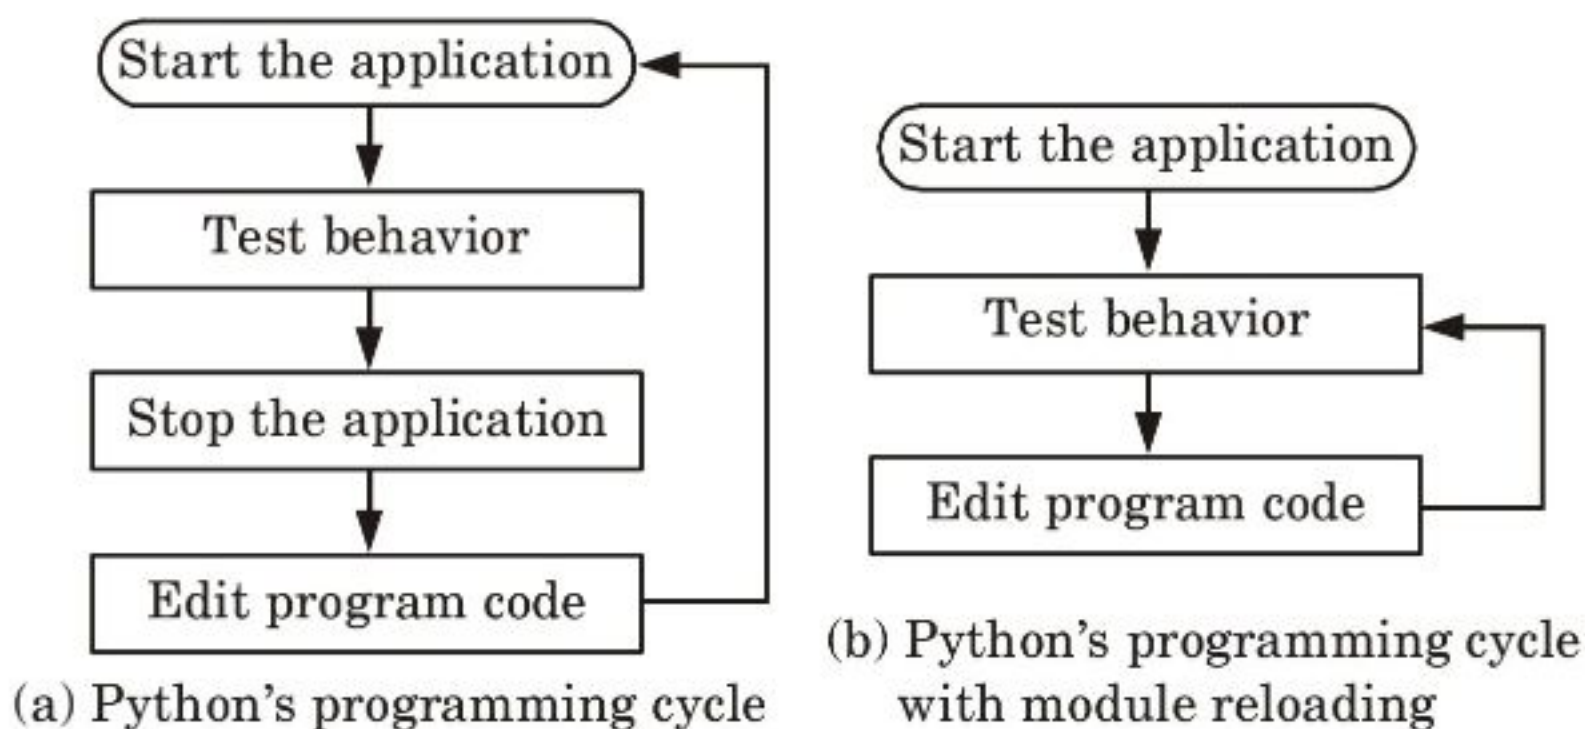 Start the application
Test behavior
Stop the application
Edit program code
(a) Python's programming cycle
Start the application
Test behavior
Edit program code
(b) Python's programming cycle
with module reloading